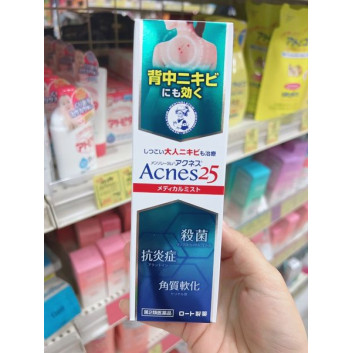 背中ニキビ
にも効く
しつこい大人ニキビも治療
メンソレータム アクネス
Acnes25
メディカルミスト
殺菌
抗炎症
角質軟化
第2類医薬品
ロート製薬